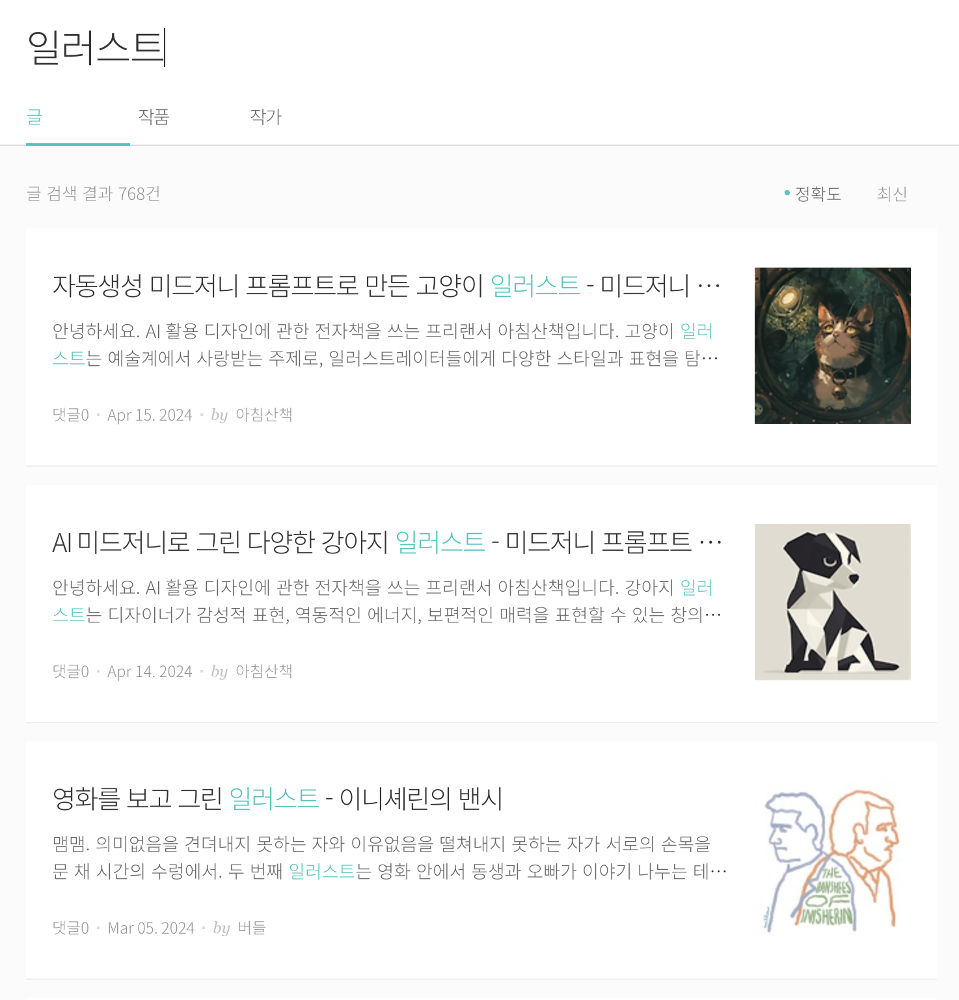 일러스트
글 작품 작가
글 검색 결과 768건
정확도 최신
자동생성 미드저니 프롬프트로 만든 고양이 일러스트 - 미드저니 …
안녕하세요. AI 활용 디자인에 관한 전자책을 쓰는 프리랜서 아침산책입니다. 고양이 일러
스트는 예술계에서 사랑받는 주제로, 일러스트레이터들에게 다양한 스타일과 표현을 탐…
댓글0 · Apr 15. 2024 · by 아침산책
AI 미드저니로 그린 다양한 강아지 일러스트 - 미드저니 프롬프트 …
안녕하세요. AI 활용 디자인에 관한 전자책을 쓰는 프리랜서 아침산책입니다. 강아지 일러
스트는 디자이너가 감성적 표현, 역동적인 에너지, 보편적인 매력을 표현할 수 있는 창의…
댓글0 · Apr 14. 2024 · by 아침산책
영화를 보고 그린 일러스트 - 이니셰린의 밴시
맴맴. 의미없음을 견뎌내지 못하는 자와 이유없음을 떨쳐내지 못하는 자가 서로의 손목을
문 채 시간의 수렁에서. 두 번째 일러스트는 영화 안에서 동생과 오빠가 이야기 나누는 테…
댓글0 · Mar 05. 2024 · by 버들
THE
BANSHEES
OF
INISHERIN